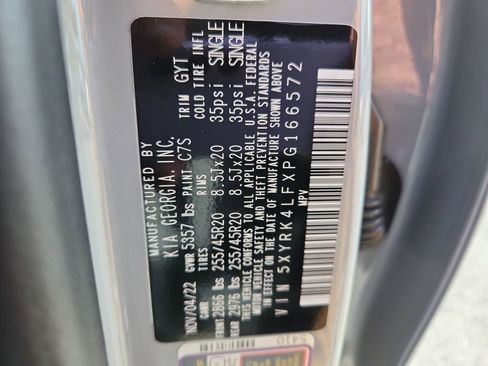 MANUFACTURED BY
KIA GEORGIA, INC.
NOV/04/22 GVWR 5357 lbs PAINT C7S TRIM GYT
GAWR TIRES RIMS COLD TIRE INFL
FRONT 2866 lbs 255/45R20 8.5Jx20 35psi SINGLE
REAR 2976 lbs 255/45R20 8.5Jx20 35psi SINGLE
THIS VEHICLE CONFORMS TO ALL APPLICABLE U.S.A. FEDERAL
MOTOR VEHICLE SAFETY AND THEFT PREVENTION STANDARDS
IN EFFECT ON THE DATE OF MANUFACTURE SHOWN ABOVE
VIN 5XYRK4LFXPG166572
MPV
5410